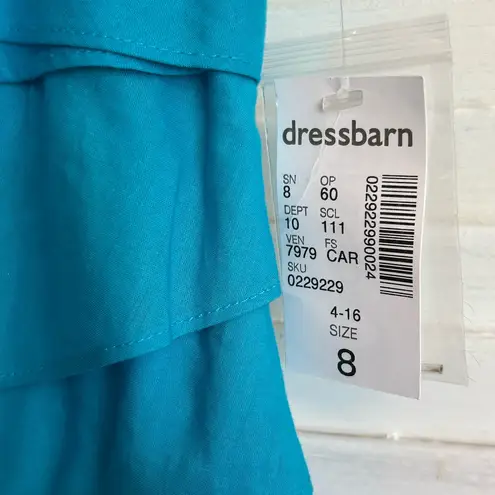 dressbarn
SN OP
8 60
DEPT SCL
10 111
VEN FS
7979 CAR
SKU
0229229
4-16
SIZE
8
022922990024